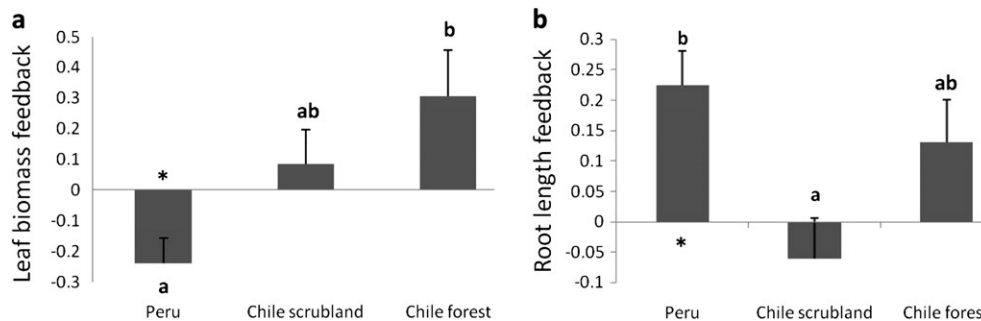 a
Leaf biomass feedback
0.5
0.4
0.3
0.2
0.1
0
-0.1
-0.2
-0.3
*
a
ab
b
Peru
Chile scrubland
Chile forest
b
Root length feedback
0.3
0.25
0.2
0.15
0.1
0.05
0
-0.05
-0.1
b
*
a
ab
Peru
Chile scrubland
Chile fores